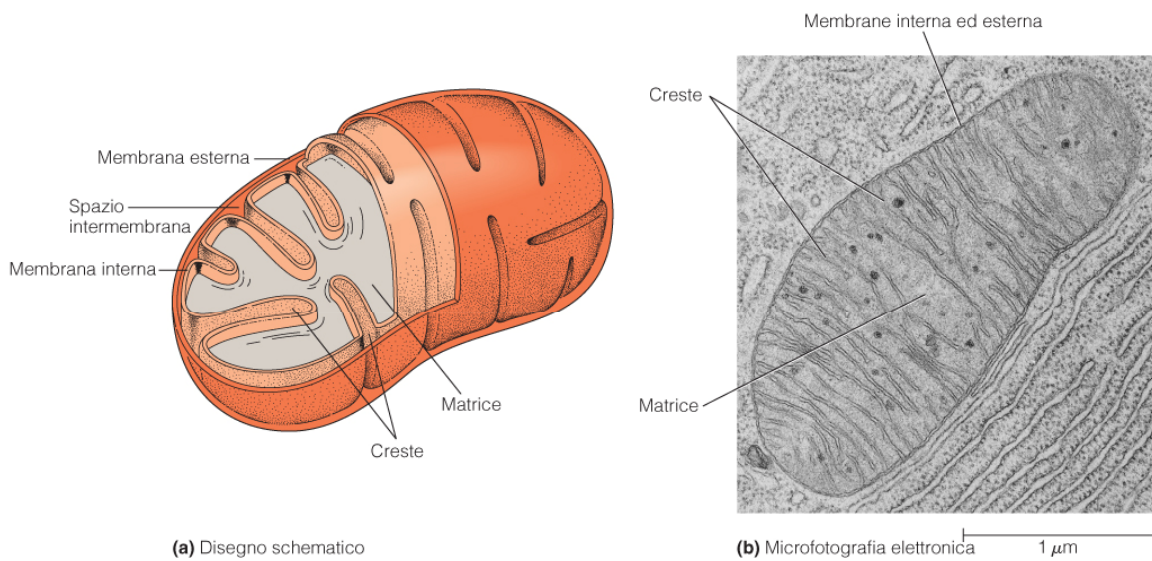 Membrana esterna
Spazio
intermembrana
Membrana interna
Matrice
Creste
(a) Disegno schematico
Membrane interna ed esterna
Creste
Matrice
(b) Microfotografia elettronica
1 μm